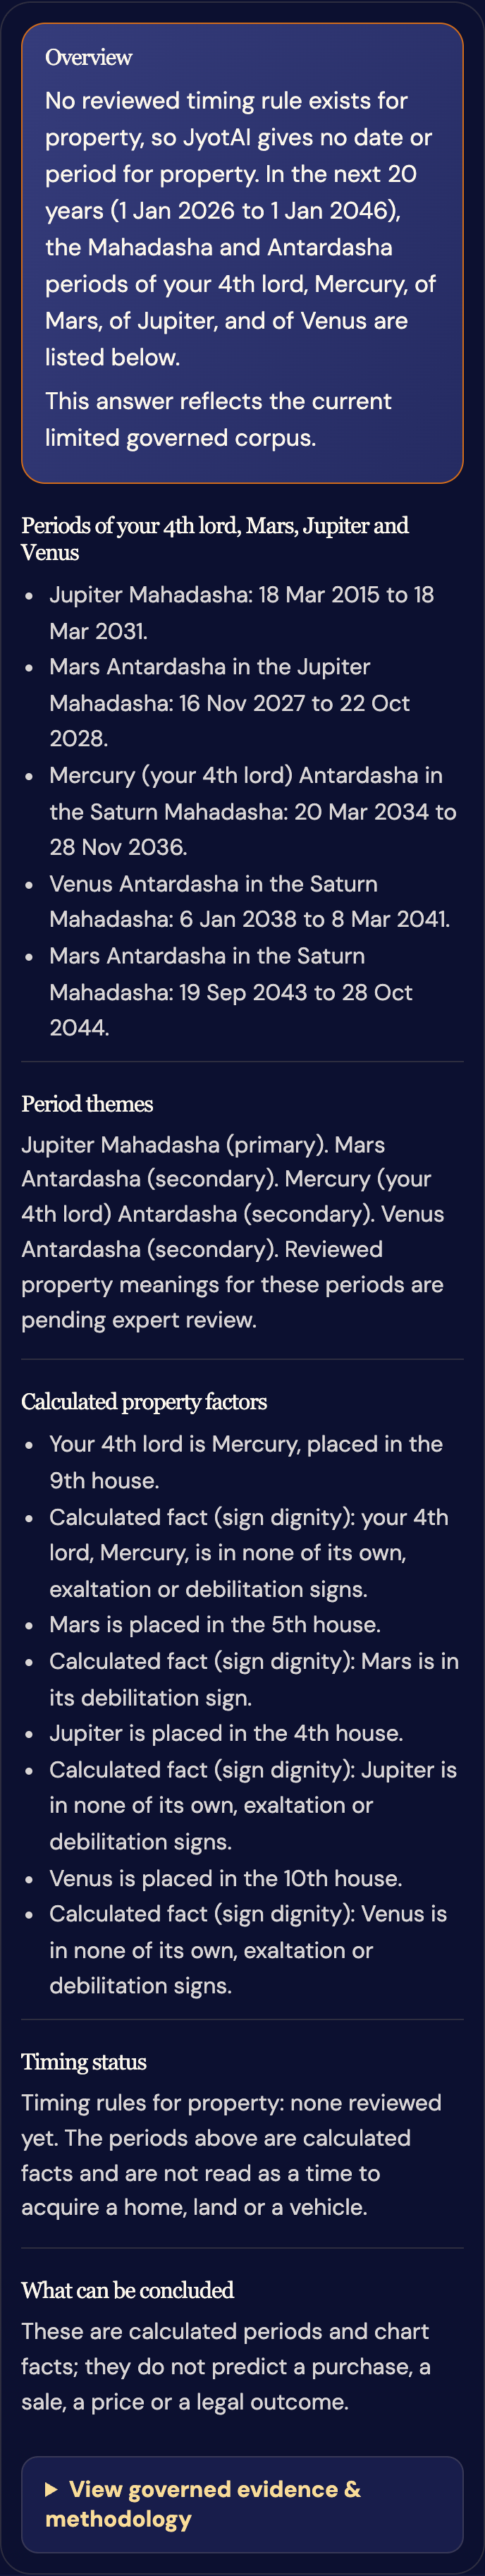 Overview
No reviewed timing rule exists for
property, so JyotAI gives no date or
period for property. In the next 20
years (1 Jan 2026 to 1 Jan 2046),
the Mahadasha and Antardasha
periods of your 4th lord, Mercury, of
Mars, of Jupiter, and of Venus are
listed below.
This answer reflects the current
limited governed corpus.
Periods of your 4th lord, Mars, Jupiter and
Venus
• Jupiter Mahadasha: 18 Mar 2015 to 18
Mar 2031.
• Mars Antardasha in the Jupiter
Mahadasha: 16 Nov 2027 to 22 Oct
2028.
• Mercury (your 4th lord) Antardasha in
the Saturn Mahadasha: 20 Mar 2034 to
28 Nov 2036.
• Venus Antardasha in the Saturn
Mahadasha: 6 Jan 2038 to 8 Mar 2041.
• Mars Antardasha in the Saturn
Mahadasha: 19 Sep 2043 to 28 Oct
2044.
Period themes
Jupiter Mahadasha (primary). Mars
Antardasha (secondary). Mercury (your
4th lord) Antardasha (secondary). Venus
Antardasha (secondary). Reviewed
property meanings for these periods are
pending expert review.
Calculated property factors
• Your 4th lord is Mercury, placed in the
9th house.
• Calculated fact (sign dignity): your 4th
lord, Mercury, is in none of its own,
exaltation or debilitation signs.
• Mars is placed in the 5th house.
• Calculated fact (sign dignity): Mars is in
its debilitation sign.
• Jupiter is placed in the 4th house.
• Calculated fact (sign dignity): Jupiter is
in none of its own, exaltation or
debilitation signs.
• Venus is placed in the 10th house.
• Calculated fact (sign dignity): Venus is
in none of its own, exaltation or
debilitation signs.
Timing status
Timing rules for property: none reviewed
yet. The periods above are calculated
facts and are not read as a time to
acquire a home, land or a vehicle.
What can be concluded
These are calculated periods and chart
facts; they do not predict a purchase, a
sale, a price or a legal outcome.
▶ View governed evidence &
methodology